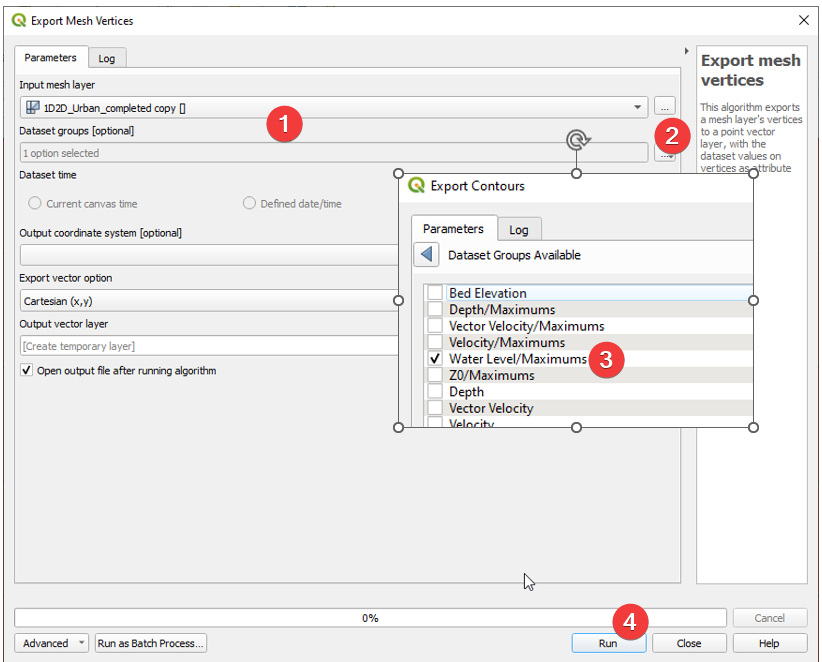 Export Mesh Vertices
Parameters
Log
Input mesh layer
1D2D_Urban_completed copy []
...
1
Dataset groups [optional]
2
1 option selected
Dataset time
Current canvas time
Defined date/time
Output coordinate system [optional]
Export vector option
Cartesian (x,y)
Output vector layer
[Create temporary layer]
Open output file after running algorithm
Export mesh
vertices
This algorithm exports
a mesh layer's vertices
to a point vector
layer, with the
dataset values on
vertices as attribute
Export Contours
Parameters
Log
Dataset Groups Available
Bed Elevation
Depth/Maximums
Vector Velocity/Maximums
Velocity/Maximums
Water Level/Maximums
3
Z0/Maximums
Depth
Vector Velocity
Velocity
0%
4
Cancel
Advanced
Run as Batch Process...
Run
Close
Help